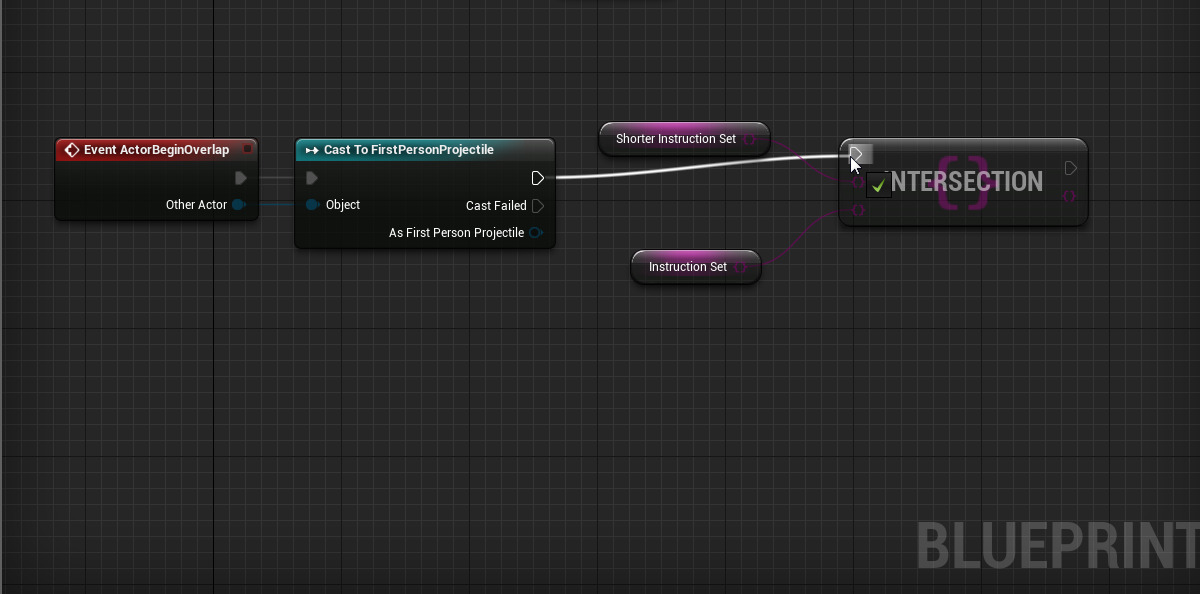 Event ActorBeginOverlap
Other Actor
Cast To FirstPersonProjectile
Object
Cast Failed
As First Person Projectile
Shorter Instruction Set
Instruction Set
NTERSECTION
BLUEPRINT